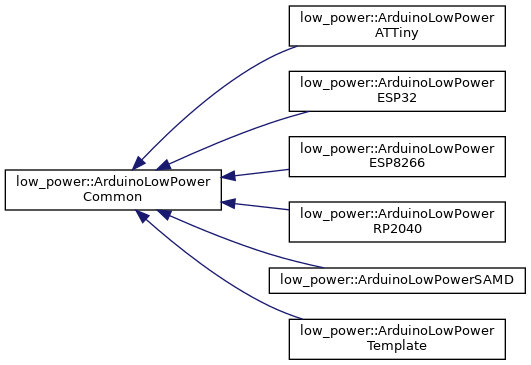 low_power::ArduinoLowPower
ATTiny
low_power::ArduinoLowPower
ESP32
low_power::ArduinoLowPower
ESP8266
low_power::ArduinoLowPower
Common
low_power::ArduinoLowPower
RP2040
low_power::ArduinoLowPowerSAMD
low_power::ArduinoLowPower
Template